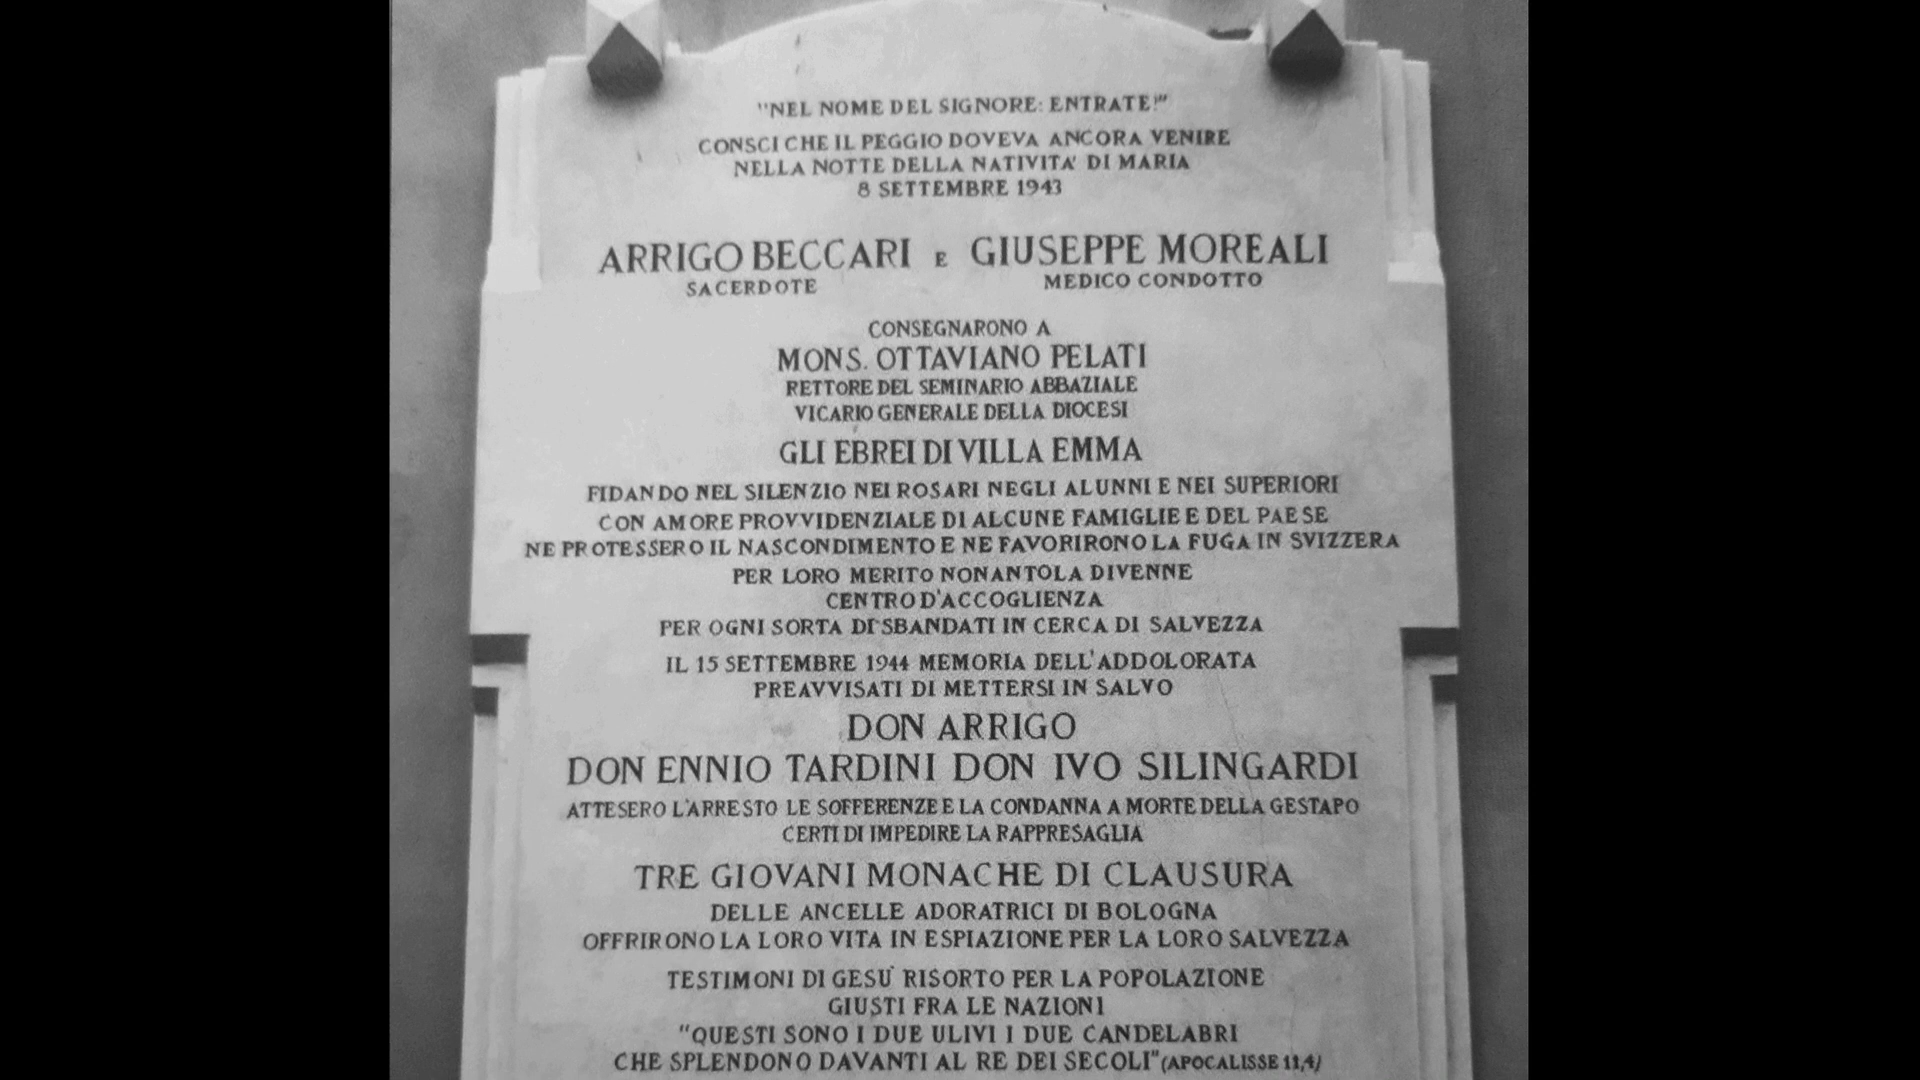 "NEL NOME DEL SIGNORE: ENTRATE!"
CONSCI CHE IL PEGGIO DOVEVA ANCORA VENIRE
NELLA NOTTE DELLA NATIVITA' DI MARIA
8 SETTEMBRE 1943
ARRIGO BECCARI E GIUSEPPE MOREALI
SACERDOTE MEDICO CONDOTTO
CONSEGNARONO A
MONS. OTTAVIANO PELATI
RETTORE DEL SEMINARIO ABBAZIALE
VICARIO GENERALE DELLA DIOCESI
GLI EBREI DI VILLA EMMA
FIDANDO NEL SILENZIO NEI ROSARI NEGLI ALUNNI E NEI SUPERIORI
CON AMORE PROVVIDENZIALE DI ALCUNE FAMIGLIE E DEL PAESE
NE PROTESSERO IL NASCONDIMENTO E NE FAVORIRONO LA FUGA IN SVIZZERA
PER LORO MERITO NONANTOLA DIVENNE
CENTRO D'ACCOGLIENZA
PER OGNI SORTA DI SBANDATI IN CERCA DI SALVEZZA
IL 15 SETTEMBRE 1944 MEMORIA DELL'ADDOLORATA
PREAVVISATI DI METTERSI IN SALVO
DON ARRIGO
DON ENNIO TARDINI DON IVO SILINGARDI
ATTESERO L'ARRESTO LE SOFFERENZE E LA CONDANNA A MORTE DELLA GESTAPO
CERTI DI IMPEDIRE LA RAPPRESAGLIA
TRE GIOVANI MONACHE DI CLAUSURA
DELLE ANCELLE ADORATRICI DI BOLOGNA
OFFRIRONO LA LORO VITA IN ESPIAZIONE PER LA LORO SALVEZZA
TESTIMONI DI GESU' RISORTO PER LA POPOLAZIONE
GIUSTI FRA LE NAZIONI
"QUESTI SONO I DUE ULIVI I DUE CANDELABRI
CHE SPLENDONO DAVANTI AL RE DEI SECOLI" (APOCALISSE 11,4)